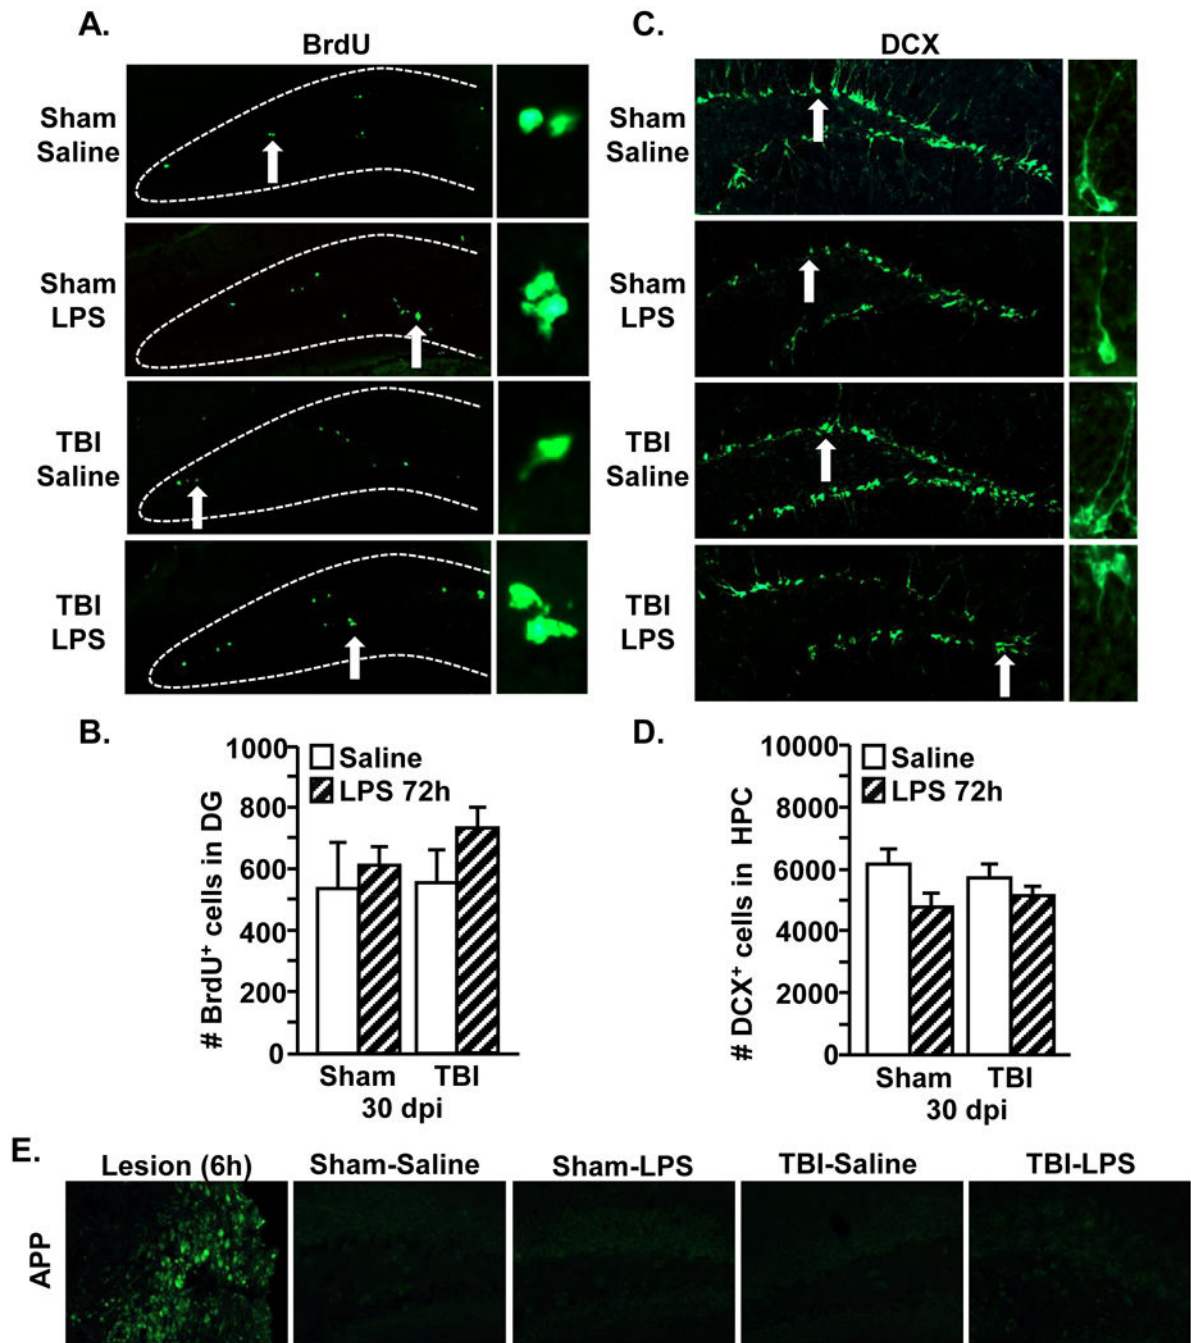 A.
BrdU
Sham
Saline
Sham
LPS
TBI
Saline
TBI
LPS
C.
DCX
Sham
Saline
Sham
LPS
TBI
Saline
TBI
LPS
B.
# BrdU⁺ cells in DG
1000
800
600
400
200
0
Saline
LPS 72h
Sham TBI
30 dpi
D.
# DCX⁺ cells in HPC
10000
8000
6000
4000
2000
0
Saline
LPS 72h
Sham TBI
30 dpi
E.
Lesion (6h) Sham-Saline Sham-LPS TBI-Saline TBI-LPS
APP